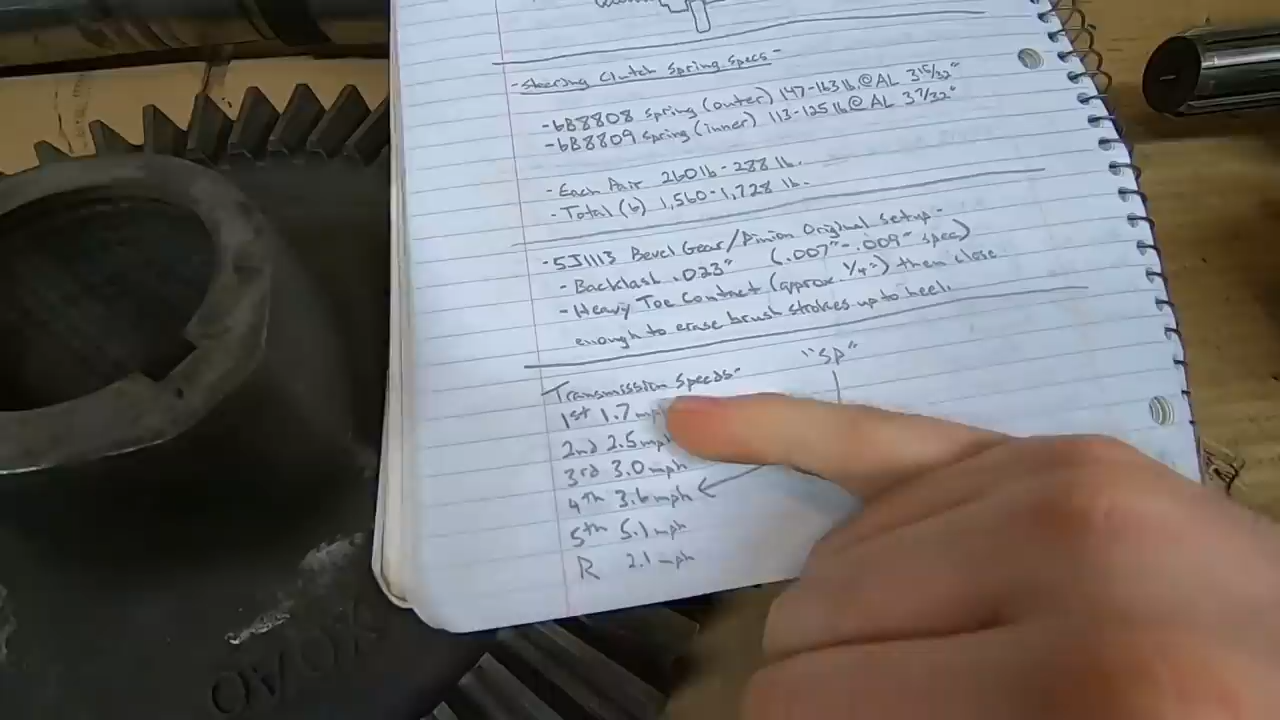 -Steering Clutch Spring Specs-
-6B8808 Spring (outer) 147-163 lb.@AL 3 15/32"
-6B8809 Spring (inner) 113-125 lb@AL 3 7/32"
-Each Pair 260 lb-288 lb.
-Total (6) 1,560-1,728 lb.
-5J1113 Bevel Gear/Pinion Original Setup-
-Backlash .023" (.007"-.009" spec)
-Heavy Toe Contact (approx. 1/4") then close
enough to erase brush strokes up to heel.
"SP"
Transmission Speeds-
1st 1.7 mph
2nd 2.5 mph
3rd 3.0 mph
4th 3.6 mph
5th 5.1 mph
R 2.1 mph